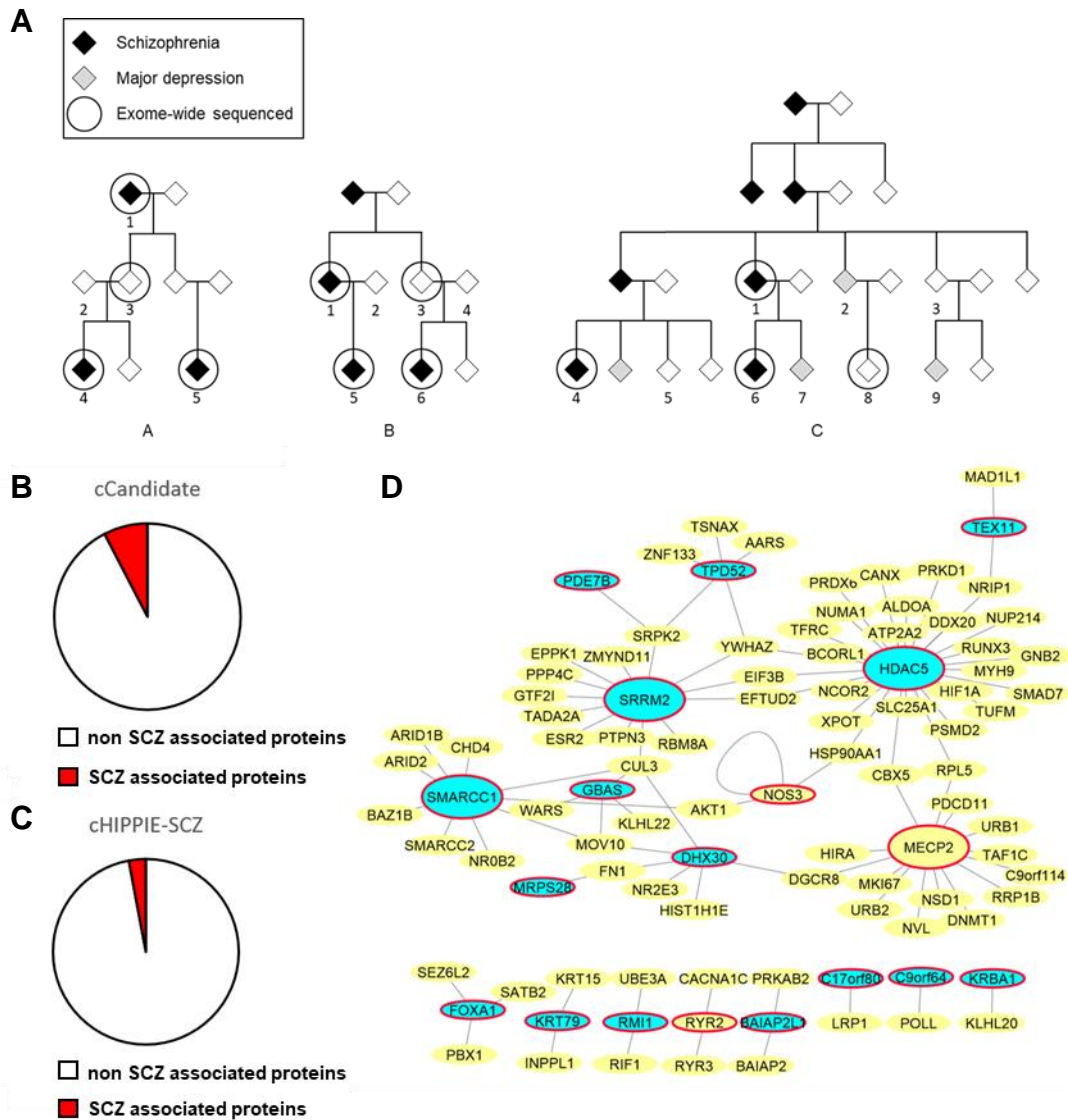 A
Schizophrenia
Major depression
Exome-wide sequenced
1
2
3
4
5
A
1
2
3
4
5
6
B
1
2
3
4
5
6
7
8
9
C
B
cCandidate
non SCZ associated proteins
SCZ associated proteins
C
cHIPPIE-SCZ
non SCZ associated proteins
SCZ associated proteins
D
MAD1L1
TEX11
TSNAX
AARS
ZNF133
TPD52
PDE7B
PRDX6
CANX
PRKD1
NRIP1
NUMA1
ALDOA
TFRC
ATP2A2
DDX20
NUP214
SRPK2
YWHAZ
BCORL1
RUNX3
GNB2
EPPK1
ZMYND11
HDAC5
MYH9
PPP4C
EIF3B
GTF2I
SRRM2
EFTUD2
NCOR2
HIF1A
SMAD7
TADA2A
SLC25A1
TUFM
ESR2
PTPN3
RBM8A
XPOT
PSMD2
ARID1B
CHD4
HSP90AA1
ARID2
CUL3
CBX5
RPL5
SMARCC1
GBAS
NOS3
BAZ1B
WARS
AKT1
PDCD11
KLHL22
SMARCC2
MOV10
MECP2
URB1
NR0B2
HIRA
TAF1C
FN1
DHX30
MRPS28
DGCR8
MKI67
C9orf114
NR2E3
NSD1
RRP1B
HIST1H1E
URB2
DNMT1
NVL
SEZ6L2
KRT15
UBE3A
CACNA1C
PRKAB2
SATB2
C17orf80
C9orf64
KRBA1
FOXA1
KRT79
RMI1
RYR2
BAIAP2L1
LRP1
POLL
KLHL20
PBX1
INPPL1
RIF1
RYR3
BAIAP2